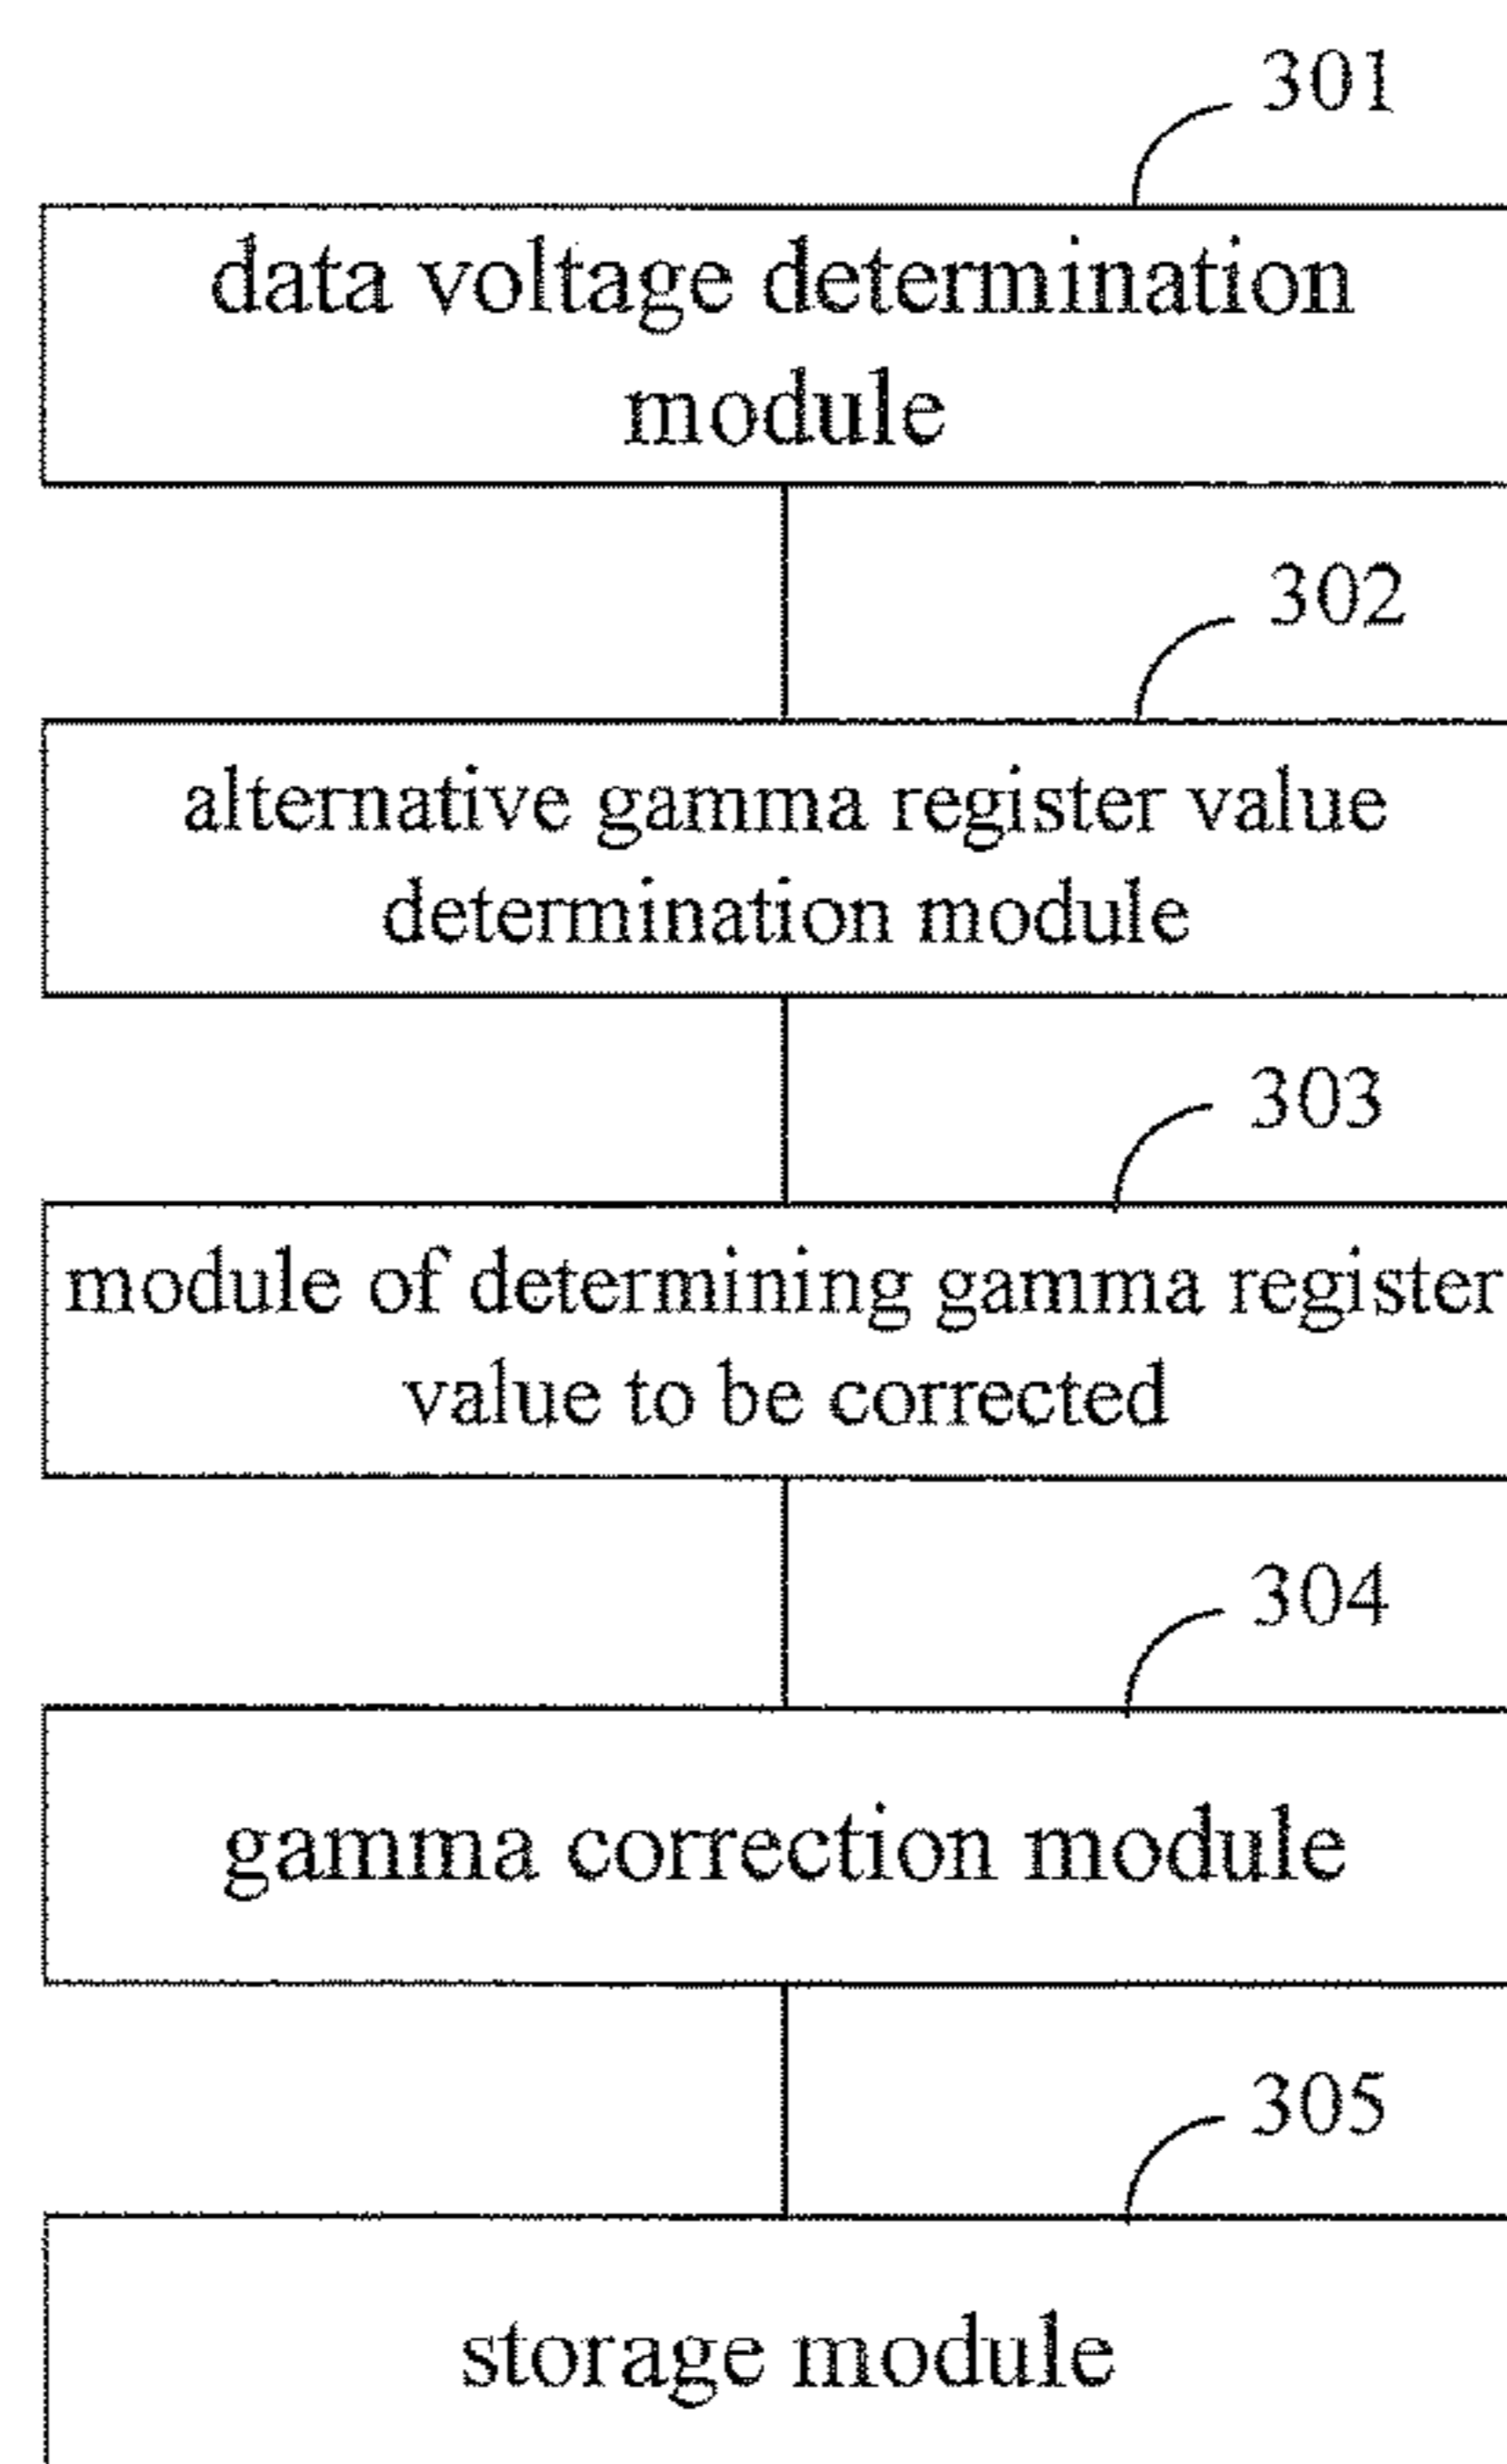 301
data voltage determination
module
302
alternative gamma register value
determination module
303
module of determining gamma register
value to be corrected
304
gamma correction module
305
storage module